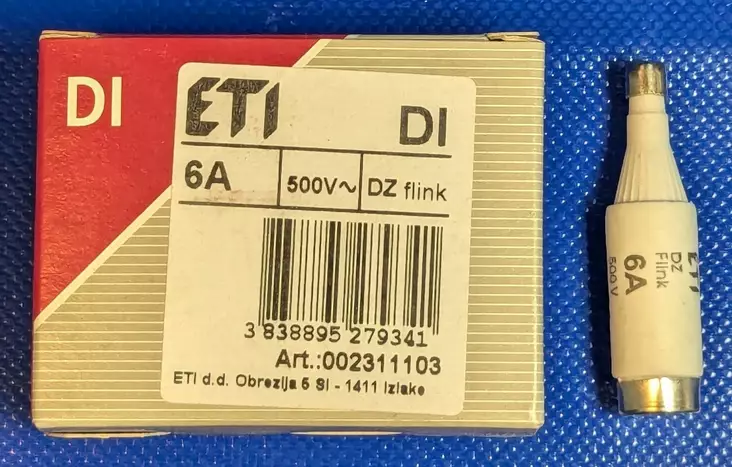 DI
ETI DI
6A 500V~ DZ flink
3 838895 279341
Art.:002311103
ETI d.d. Obrezija 5 SI - 1411 Izlake
ETI
DZ
Flink
6A
500 V